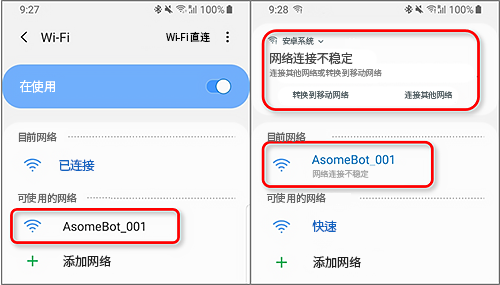 9:27
100%
Wi-Fi
Wi-Fi 直连
在使用
目前网络
已连接
可使用的网络
AsomeBot_001
添加网络
9:28
100%
安卓系统
网络连接不稳定
连接其他网络或转换到移动网络
转换到移动网络
连接其他网络
目前网络
AsomeBot_001
网络连接不稳定
可使用的网络
快速
添加网络